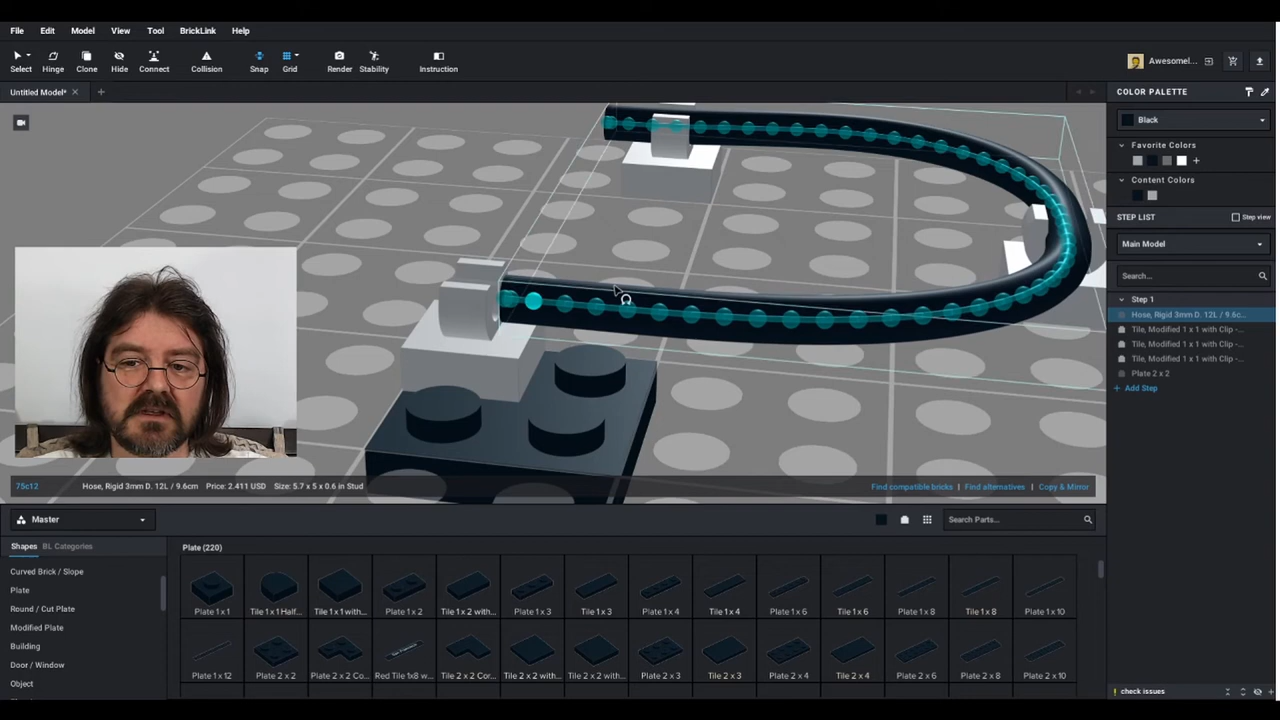 File Edit Model View Tool BrickLink Help
Select Hinge Clone Hide Connect Collision Snap Grid Render Stability Instruction
Awesomel...
Untitled Model*
COLOR PALETTE
Black
Favorite Colors
Content Colors
STEP LIST Step view
Main Model
Search...
Step 1
Hose, Rigid 3mm D. 12L / 9.6c...
Tile, Modified 1 x 1 with Clip -...
Tile, Modified 1 x 1 with Clip -...
Tile, Modified 1 x 1 with Clip -...
Plate 2 x 2
+ Add Step
75c12 Hose, Rigid 3mm D. 12L / 9.6cm Price: 2.411 USD Size: 5.7 x 5 x 0.6 in Stud Find compatible bricks Find alternatives Copy & Mirror
Master Search Parts...
Shapes BL Categories
Plate (220)
Curved Brick / Slope
Plate
Round / Cut Plate
Modified Plate
Building
Door / Window
Object
Plate 1 x 1 Tile 1 x 1 Half... Tile 1 x 1 with... Plate 1 x 2 Tile 1 x 2 with... Plate 1 x 3 Tile 1 x 3 Plate 1 x 4 Tile 1 x 4 Plate 1 x 6 Tile 1 x 6 Plate 1 x 8 Tile 1 x 8 Plate 1 x 10
Plate 1 x 12 Plate 2 x 2 Plate 2 x 2 Co... Red Tile 1x8 w... Tile 2 x 2 Cor... Tile 2 x 2 with... Tile 2 x 2 with... Plate 2 x 3 Tile 2 x 3 Plate 2 x 4 Tile 2 x 4 Plate 2 x 6 Plate 2 x 8 Plate 2 x 10
check issues